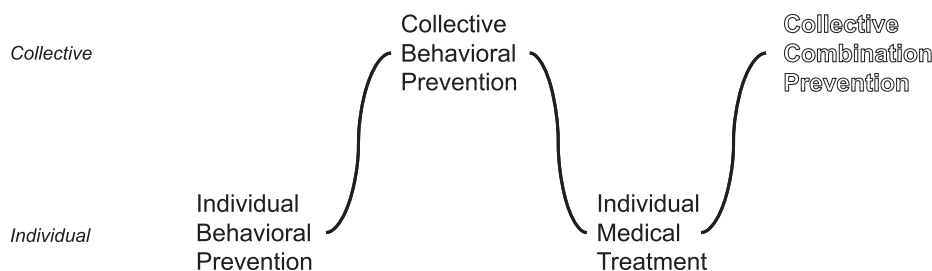 Collective
Collective
Behavioral
Prevention
Collective
Combination
Prevention
Individual
Individual
Behavioral
Prevention
Individual
Medical
Treatment